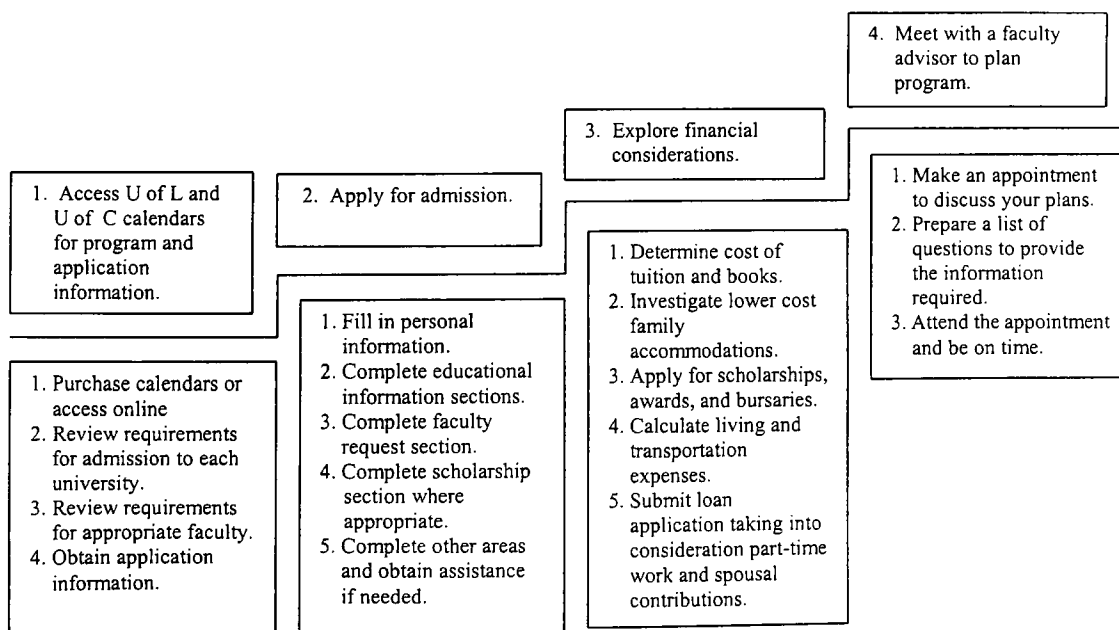 1. Access U of L and
U of C calendars
for program and
application
information.
1. Purchase calendars or
access online
2. Review requirements
for admission to each
university.
3. Review requirements
for appropriate faculty.
4. Obtain application
information.
2. Apply for admission.
1. Fill in personal
information.
2. Complete educational
information sections.
3. Complete faculty
request section.
4. Complete scholarship
section where
appropriate.
5. Complete other areas
and obtain assistance
if needed.
3. Explore financial
considerations.
1. Determine cost of
tuition and books.
2. Investigate lower cost
family
accommodations.
3. Apply for scholarships,
awards, and bursaries.
4. Calculate living and
transportation
expenses.
5. Submit loan
application taking into
consideration part-time
work and spousal
contributions.
4. Meet with a faculty
advisor to plan
program.
1. Make an appointment
to discuss your plans.
2. Prepare a list of
questions to provide
the information
required.
3. Attend the appointment
and be on time.